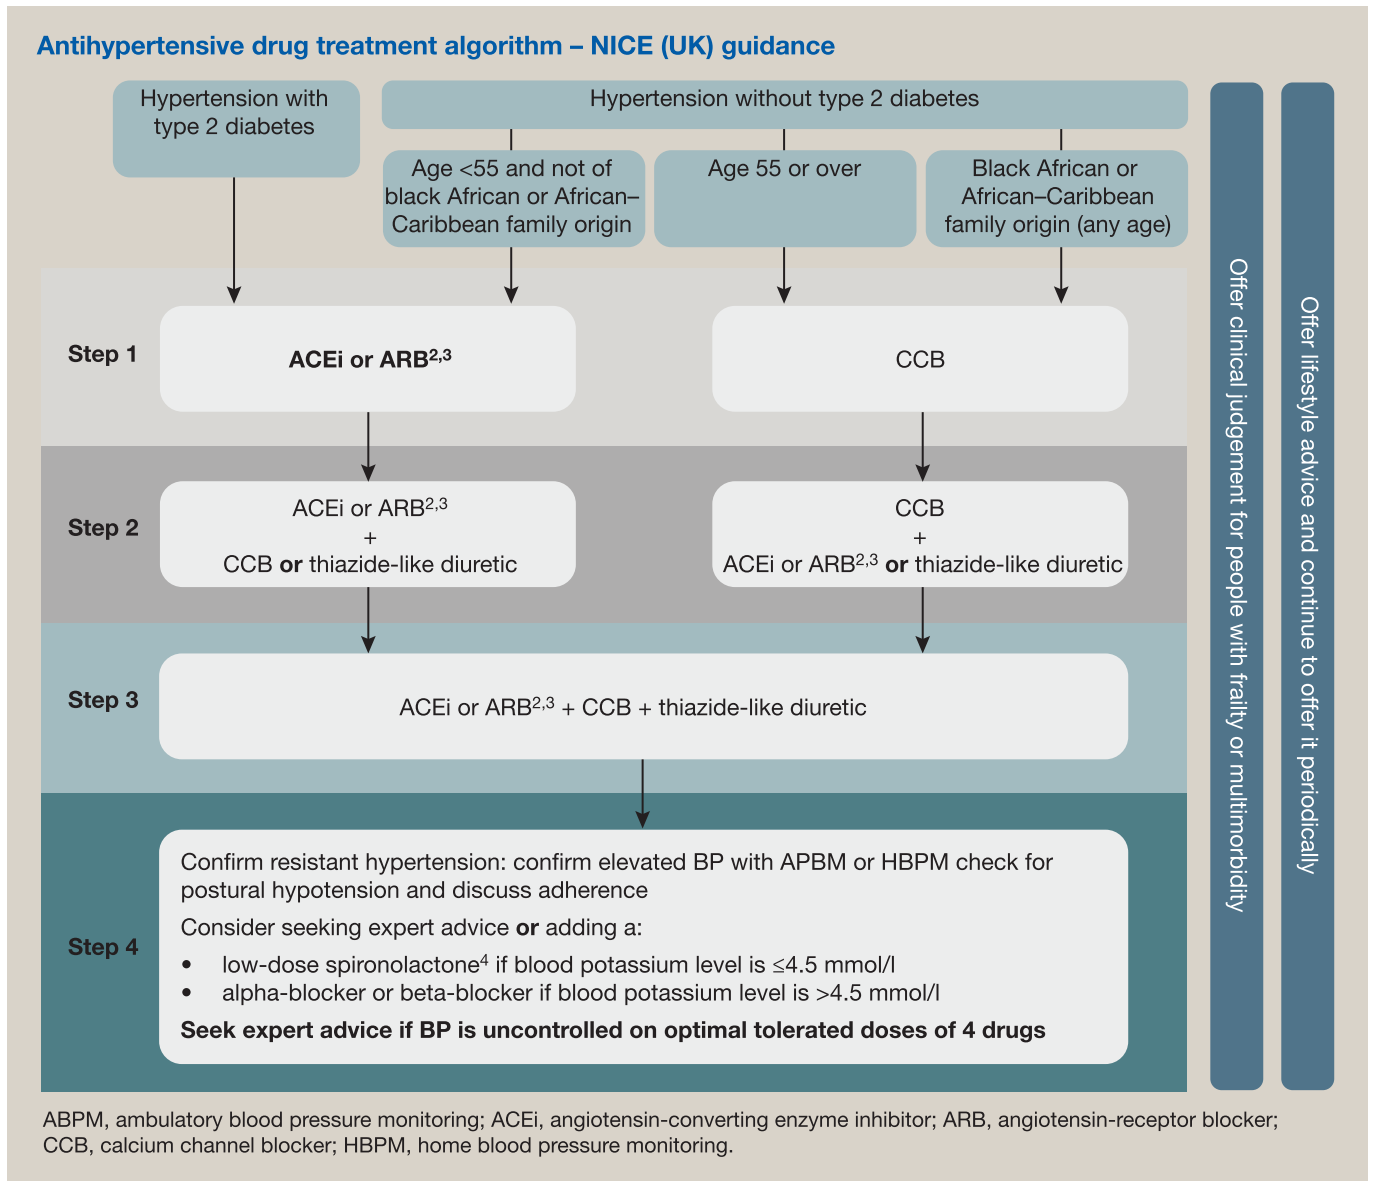 Antihypertensive drug treatment algorithm – NICE (UK) guidance
Hypertension with
type 2 diabetes
Hypertension without type 2 diabetes
Age <55 and not of
black African or African–
Caribbean family origin
Age 55 or over
Black African or
African–Caribbean
family origin (any age)
Step 1
ACEi or ARB2,3
CCB
Step 2
ACEi or ARB2,3
+
CCB or thiazide-like diuretic
CCB
+
ACEi or ARB2,3 or thiazide-like diuretic
Step 3
ACEi or ARB2,3 + CCB + thiazide-like diuretic
Step 4
Confirm resistant hypertension: confirm elevated BP with APBM or HBPM check for
postural hypotension and discuss adherence
Consider seeking expert advice or adding a:
• low-dose spironolactone4 if blood potassium level is ≤4.5 mmol/l
• alpha-blocker or beta-blocker if blood potassium level is >4.5 mmol/l
Seek expert advice if BP is uncontrolled on optimal tolerated doses of 4 drugs
Offer clinical judgement for people with frailty or multimorbidity
Offer lifestyle advice and continue to offer it periodically
ABPM, ambulatory blood pressure monitoring; ACEi, angiotensin-converting enzyme inhibitor; ARB, angiotensin-receptor blocker;
CCB, calcium channel blocker; HBPM, home blood pressure monitoring.